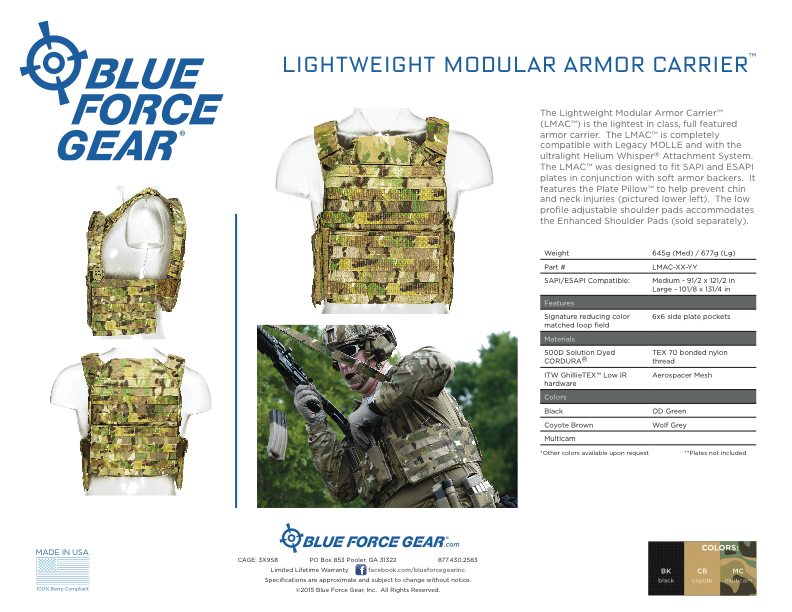 BLUE
FORCE
GEAR®
LIGHTWEIGHT MODULAR ARMOR CARRIER™
The Lightweight Modular Armor Carrier™
(LMAC™) is the lightest in class, full featured
armor carrier. The LMAC™ is completely
compatible with Legacy MOLLE and with the
ultralight Helium Whisper® Attachment System.
The LMAC™ was designed to fit SAPI and ESAPI
plates in conjunction with soft armor backers. It
features the Plate Pillow™ to help prevent chin
and neck injuries (pictured lower left). The low
profile adjustable shoulder pads accommodates
the Enhanced Shoulder Pads (sold separately).
Weight 645g (Med) / 677g (Lg)
Part # LMAC-XX-YY
SAPI/ESAPI Compatible: Medium - 91/2 x 121/2 in
Large - 101/8 x 131/4 in
Features
Signature reducing color 6x6 side plate pockets
matched loop field
Materials
500D Solution Dyed TEX 70 bonded nylon
CORDURA® thread
ITW GhillieTEX™ Low IR Aerospacer Mesh
hardware
Colors
Black OD Green
Coyote Brown Wolf Grey
Multicam
*Other colors available upon request **Plates not included
MADE IN USA
100% Berry Compliant
BLUE FORCE GEAR.com
CAGE: 3X9S8 PO Box 853 Pooler, GA 31322 877.430.2583
Limited Lifetime Warranty facebook.com/blueforcegearinc
Specifications are approximate and subject to change without notice.
©2015 Blue Force Gear, Inc. All Rights Reserved.
COLORS:
BK CB MC
black coyote multicam